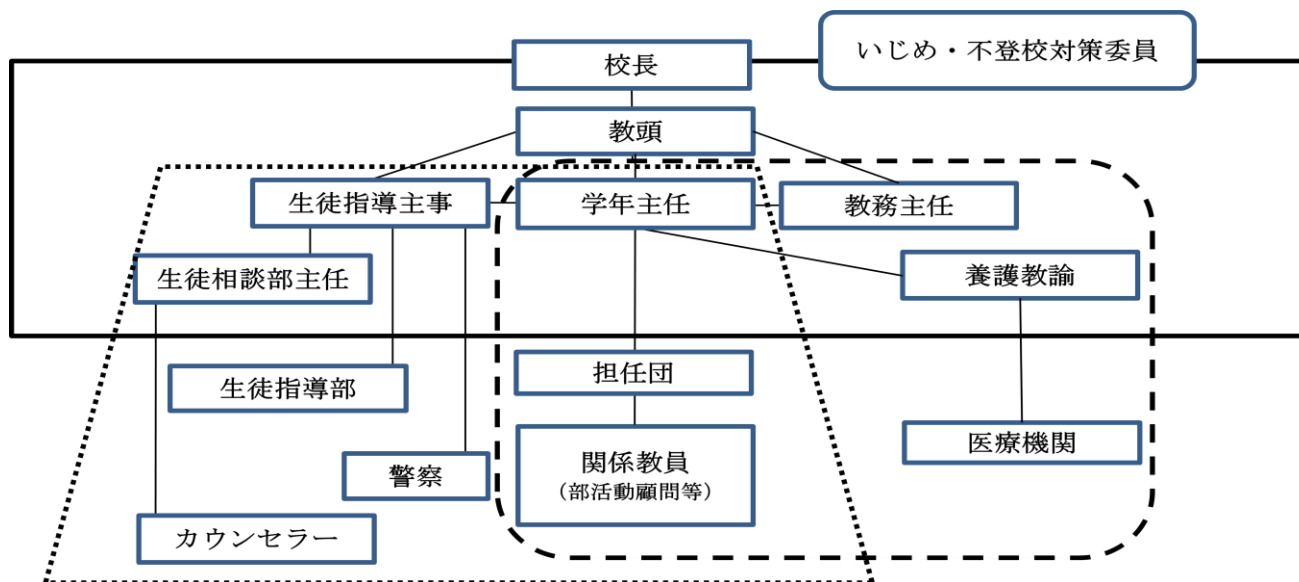 いじめ・不登校対策委員
校長
教頭
生徒指導主事
学年主任
教務主任
生徒相談部主任
養護教諭
生徒指導部
担任団
医療機関
警察
関係教員
（部活動顧問等）
カウンセラー